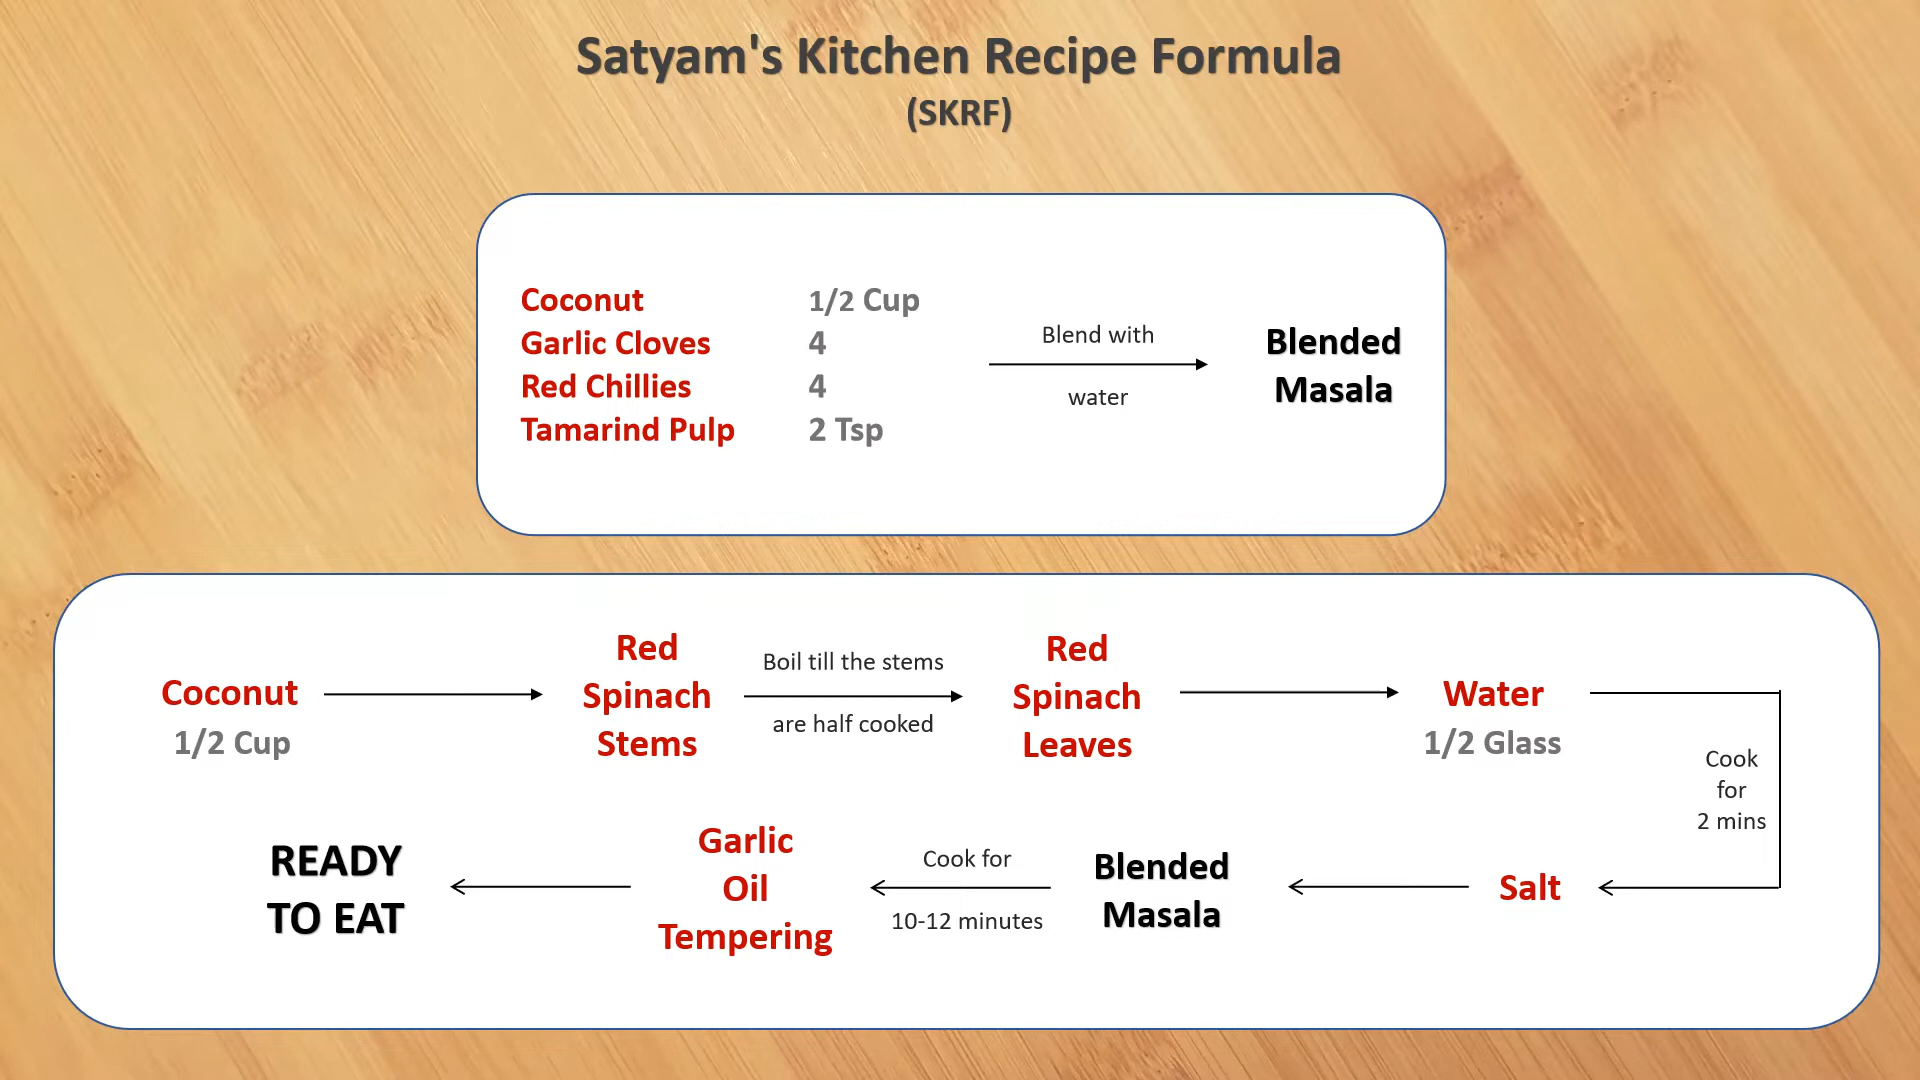 Satyam's Kitchen Recipe Formula
(SKRF)
Coconut 1/2 Cup
Garlic Cloves 4
Red Chillies 4
Tamarind Pulp 2 Tsp
Blend with
water
Blended
Masala
Coconut
1/2 Cup
Red
Spinach
Stems
Boil till the stems
are half cooked
Red
Spinach
Leaves
Water
1/2 Glass
Cook
for
2 mins
Salt
Blended
Masala
Cook for
10-12 minutes
Garlic
Oil
Tempering
READY
TO EAT